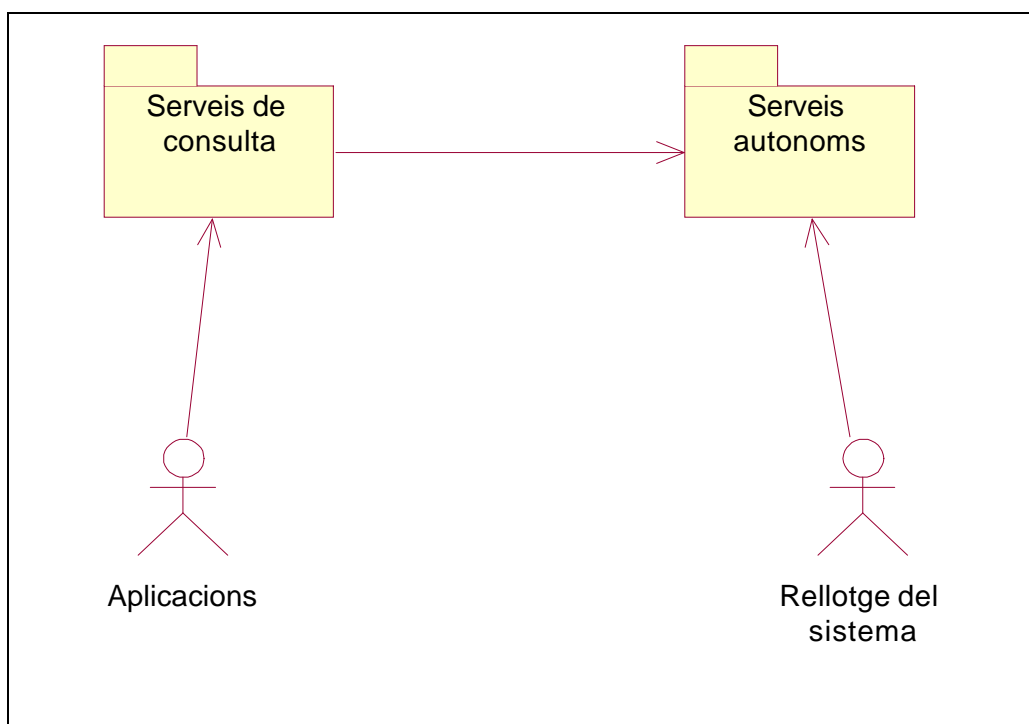 Serveis de
consulta
Serveis
autonoms
Aplicacions
Rellotge del
sistema